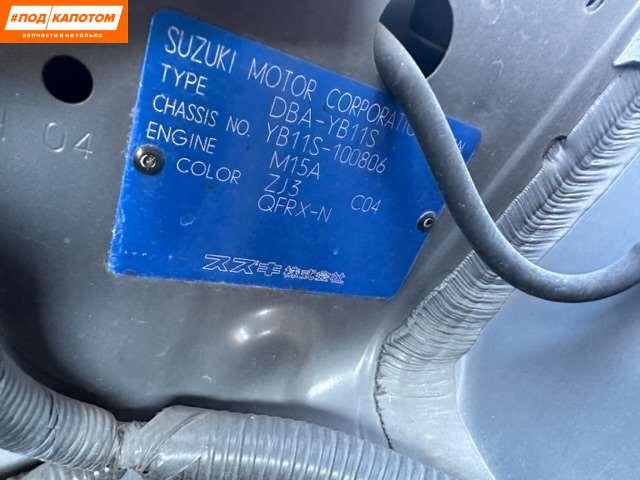 #ПОД КАПОТОМ
запчасти и не только
SUZUKI MOTOR CORPORATION
TYPE DBA-YB11S
CHASSIS NO. YB11S-100806
ENGINE M15A
COLOR ZJ3 C04
QFRX-N
スズキ株式会社
04